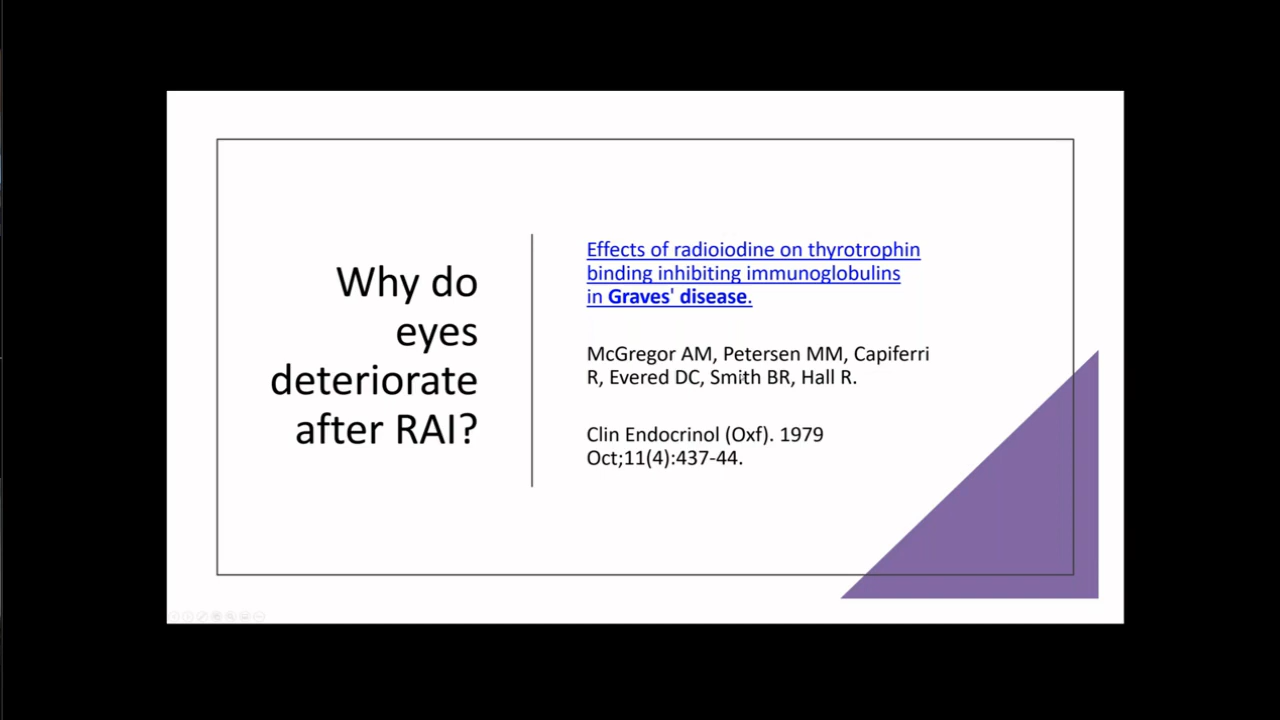 Why do
eyes
deteriorate
after RAI?
Effects of radioiodine on thyrotrophin
binding inhibiting immunoglobulins
in Graves' disease.
McGregor AM, Petersen MM, Capiferri
R, Evered DC, Smith BR, Hall R.
Clin Endocrinol (Oxf). 1979
Oct;11(4):437-44.